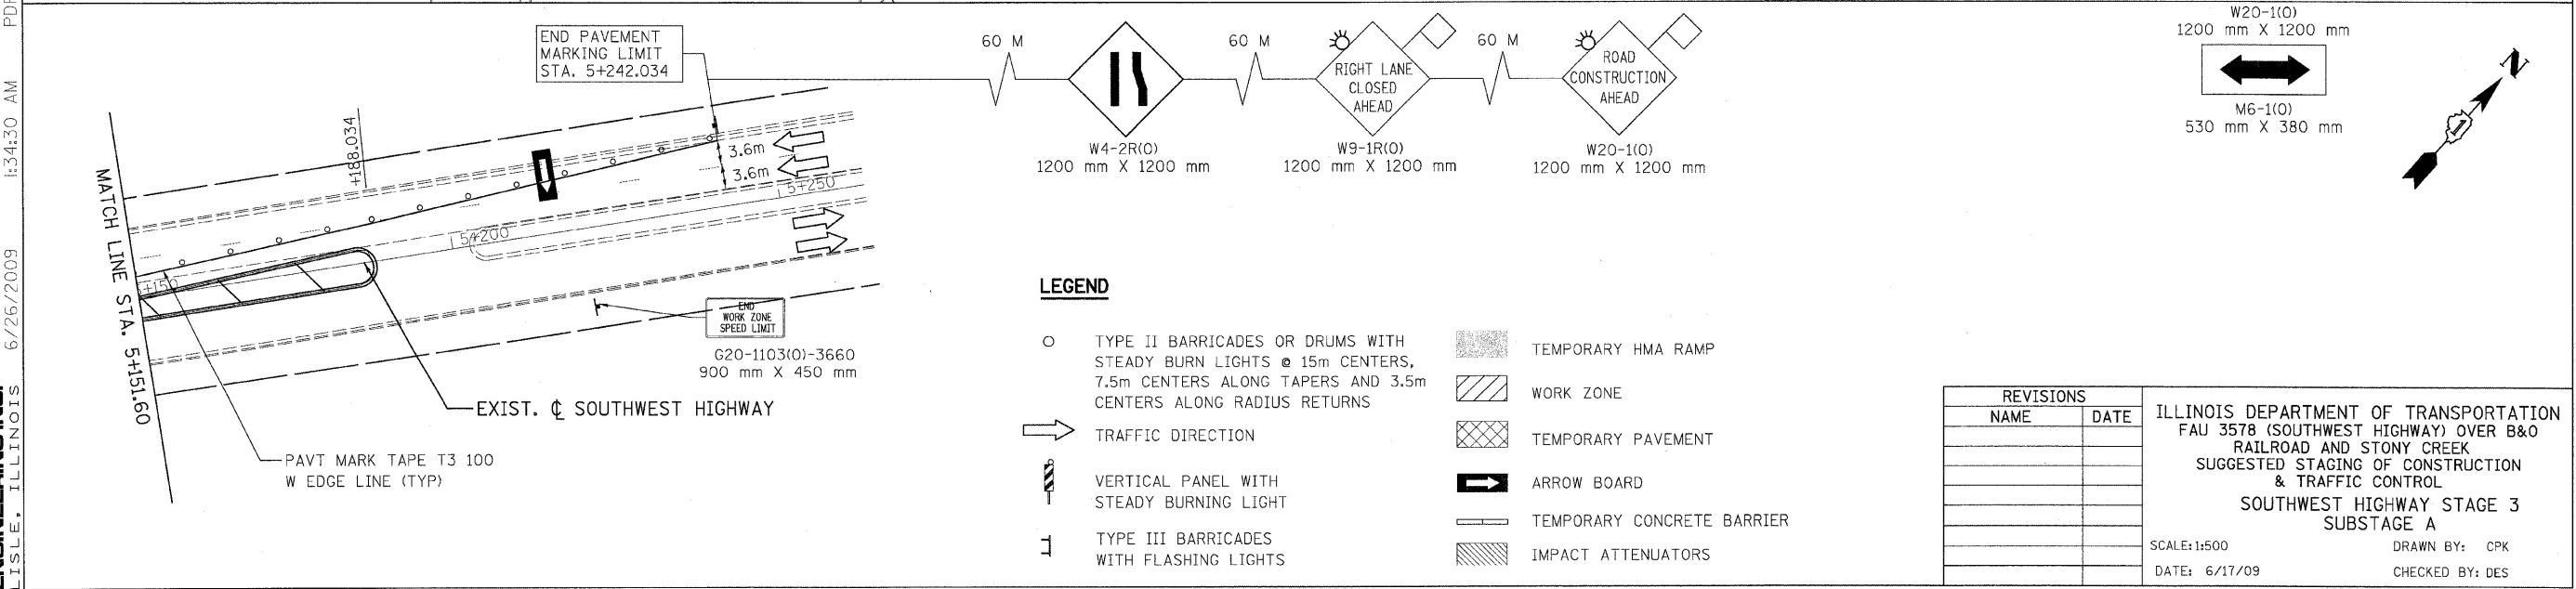 END PAVEMENT
MARKING LIMIT
STA. 5+242.034
60 M
60 M
60 M
RIGHT LANE
CLOSED
AHEAD
ROAD
CONSTRUCTION
AHEAD
W4-2R(O)
1200 mm X 1200 mm
W9-1R(O)
1200 mm X 1200 mm
W20-1(O)
1200 mm X 1200 mm
W20-1(O)
1200 mm X 1200 mm
M6-1(O)
530 mm X 380 mm
N
1
1:34:30 AM
6/26/2009
LISLE, ILLINOIS
MATCH LINE STA. 5+151.60
+188.034
3.6m
3.6m
5+250
5+200
5+150
END
WORK ZONE
SPEED LIMIT
G20-1103(O)-3660
900 mm X 450 mm
EXIST. ℄ SOUTHWEST HIGHWAY
PAVT MARK TAPE T3 100
W EDGE LINE (TYP)
LEGEND
TYPE II BARRICADES OR DRUMS WITH
STEADY BURN LIGHTS @ 15m CENTERS,
7.5m CENTERS ALONG TAPERS AND 3.5m
CENTERS ALONG RADIUS RETURNS
TRAFFIC DIRECTION
VERTICAL PANEL WITH
STEADY BURNING LIGHT
TYPE III BARRICADES
WITH FLASHING LIGHTS
TEMPORARY HMA RAMP
WORK ZONE
TEMPORARY PAVEMENT
ARROW BOARD
TEMPORARY CONCRETE BARRIER
IMPACT ATTENUATORS
REVISIONS
NAME DATE
ILLINOIS DEPARTMENT OF TRANSPORTATION
FAU 3578 (SOUTHWEST HIGHWAY) OVER B&O
RAILROAD AND STONY CREEK
SUGGESTED STAGING OF CONSTRUCTION
& TRAFFIC CONTROL
SOUTHWEST HIGHWAY STAGE 3
SUBSTAGE A
SCALE: 1:500 DRAWN BY: CPK
DATE: 6/17/09 CHECKED BY: DES